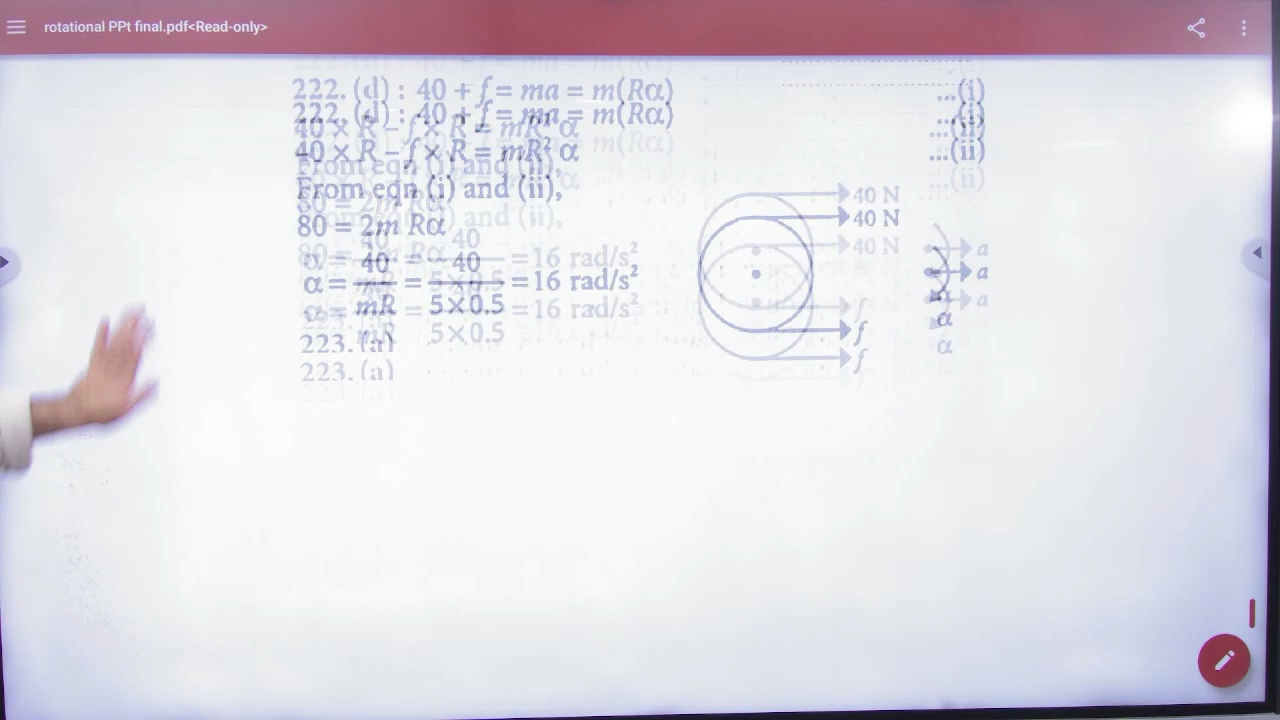 rotational PPt final.pdf<Read-only>
222. (d) : 40 + f = ma = m(Rα) ...(i)
40 × R – f × R = mR² α ...(ii)
From eqn (i) and (ii),
80 = 2m Rα
α = 40/mR = 40/5×0.5 = 16 rad/s²
223. (a)
40 N
a
α
f